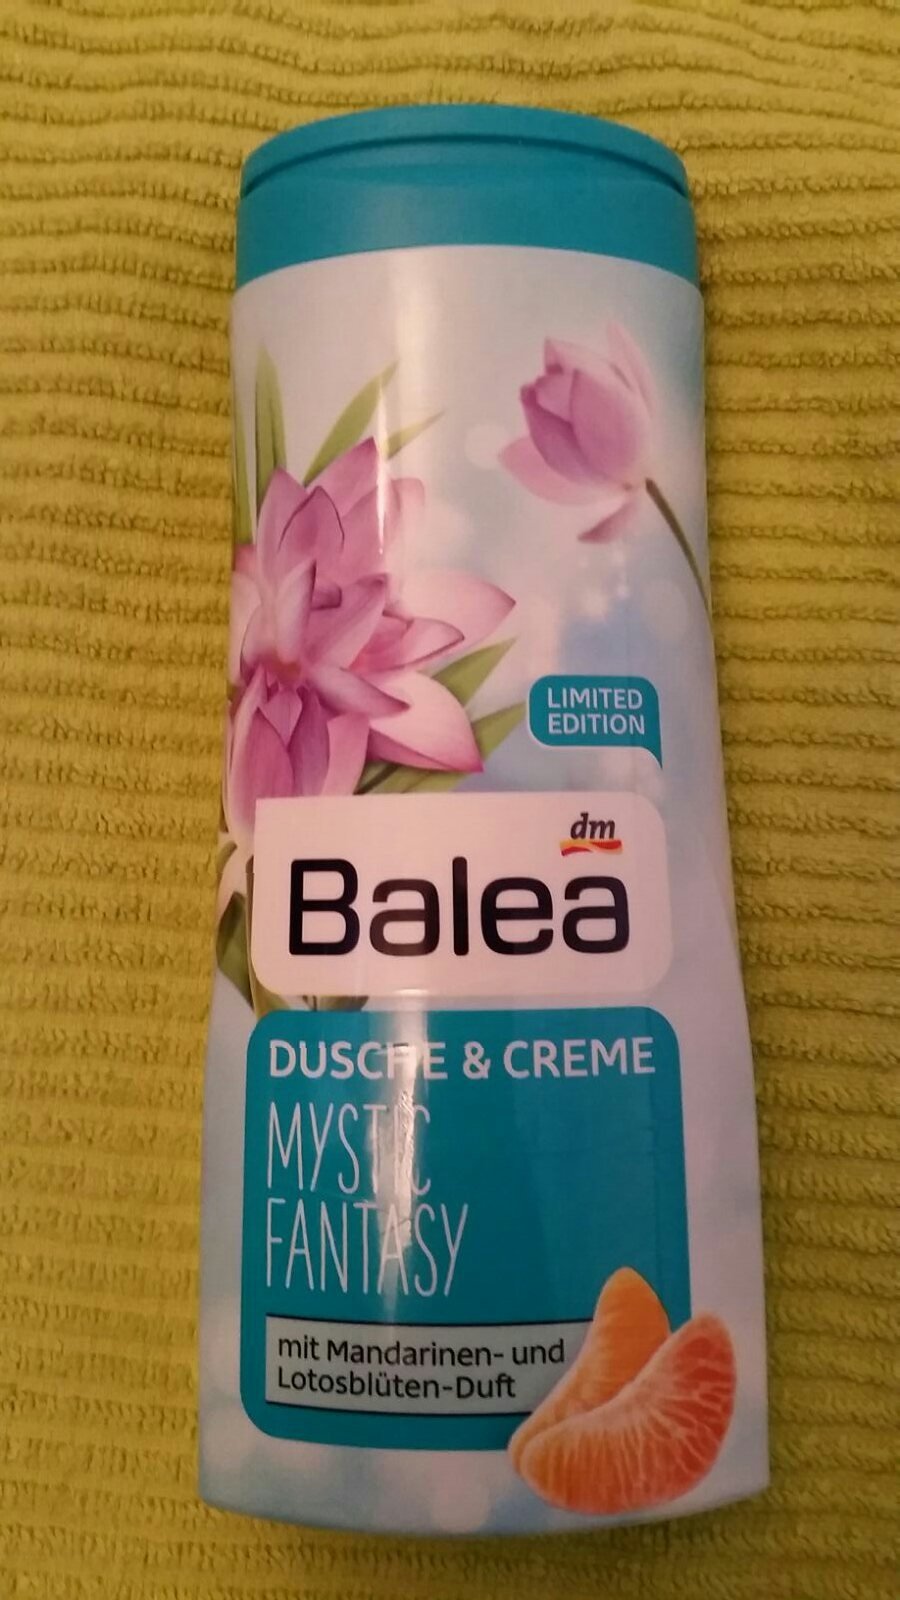 LIMITED
EDITION
dm
Balea
DUSCHE & CREME
MYSTIC
FANTASY
mit Mandarinen- und
Lotosblüten-Duft